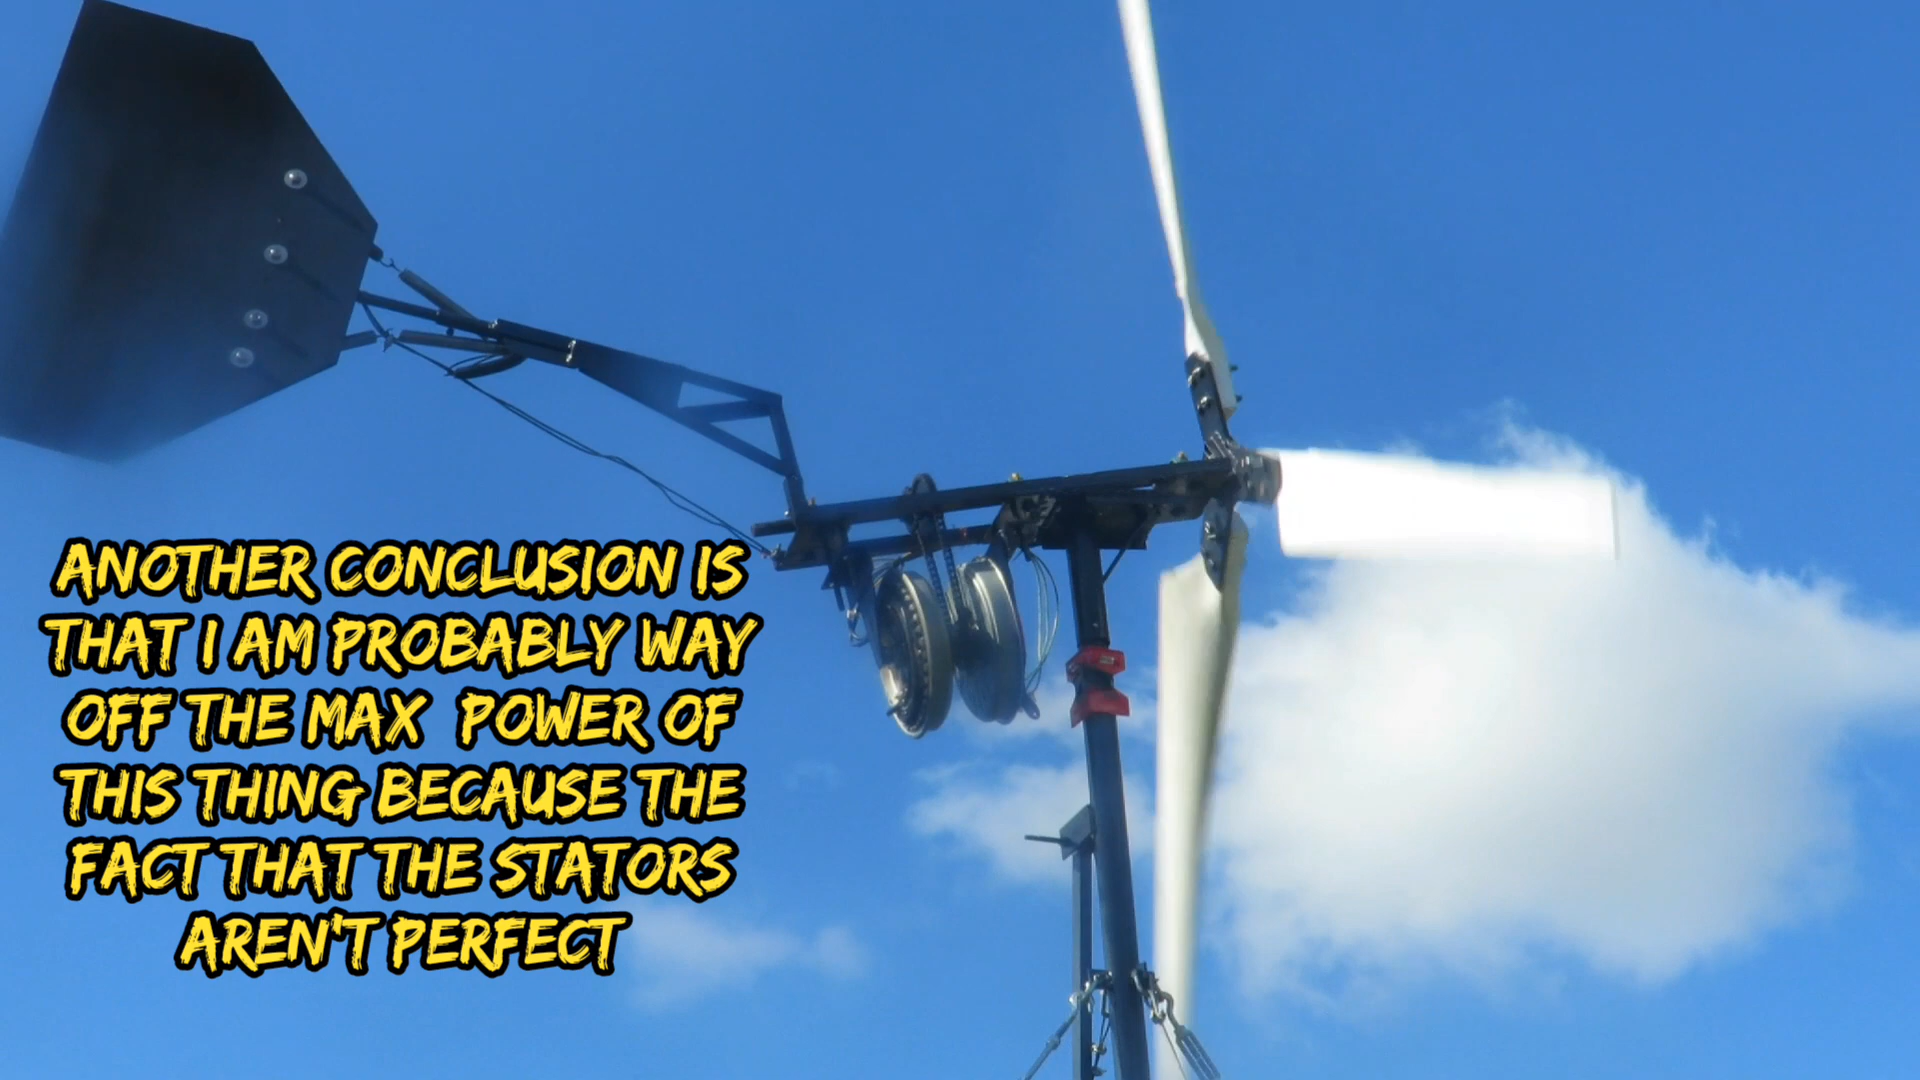 ANOTHER CONCLUSION IS
THAT I AM PROBABLY WAY
OFF THE MAX POWER OF
THIS THING BECAUSE THE
FACT THAT THE STATORS
AREN'T PERFECT